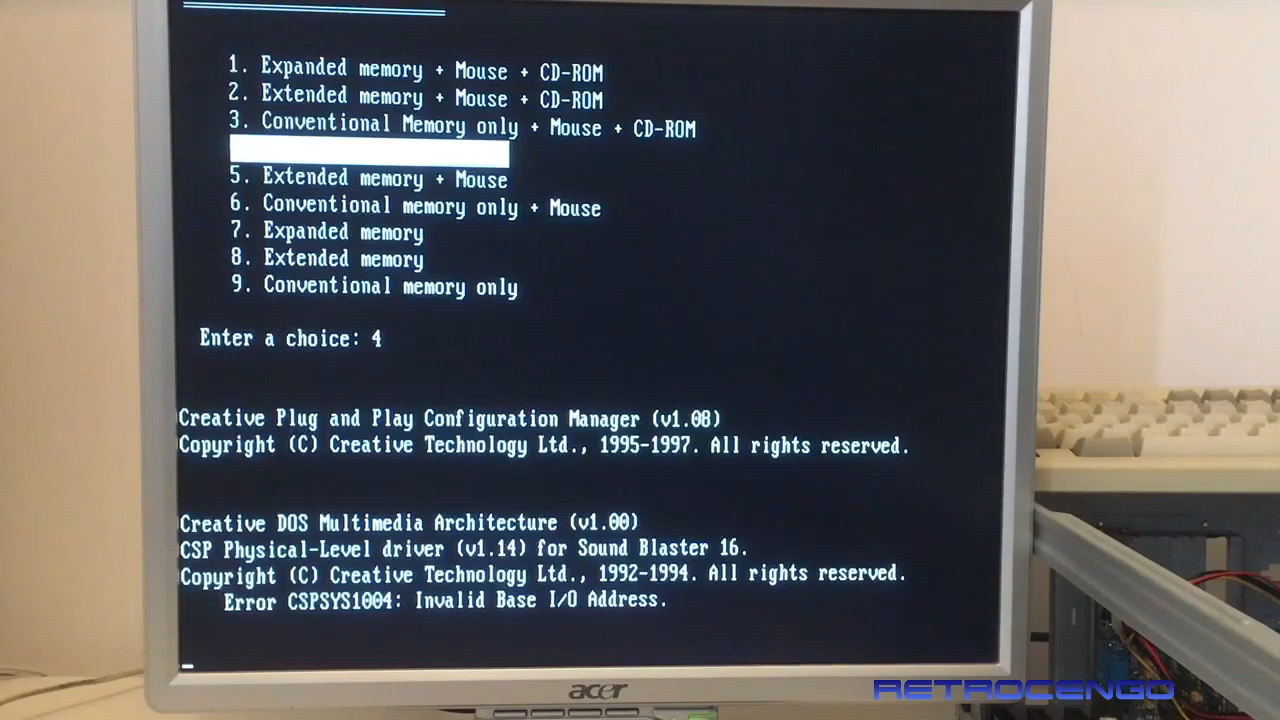 1. Expanded memory + Mouse + CD-ROM
2. Extended memory + Mouse + CD-ROM
3. Conventional Memory only + Mouse + CD-ROM
5. Extended memory + Mouse
6. Conventional memory only + Mouse
7. Expanded memory
8. Extended memory
9. Conventional memory only
Enter a choice: 4
Creative Plug and Play Configuration Manager (v1.08)
Copyright (C) Creative Technology Ltd., 1995-1997. All rights reserved.
Creative DOS Multimedia Architecture (v1.00)
CSP Physical-Level driver (v1.14) for Sound Blaster 16.
Copyright (C) Creative Technology Ltd., 1992-1994. All rights reserved.
Error CSPSYS1004: Invalid Base I/O Address.
acer
RETROCENGO